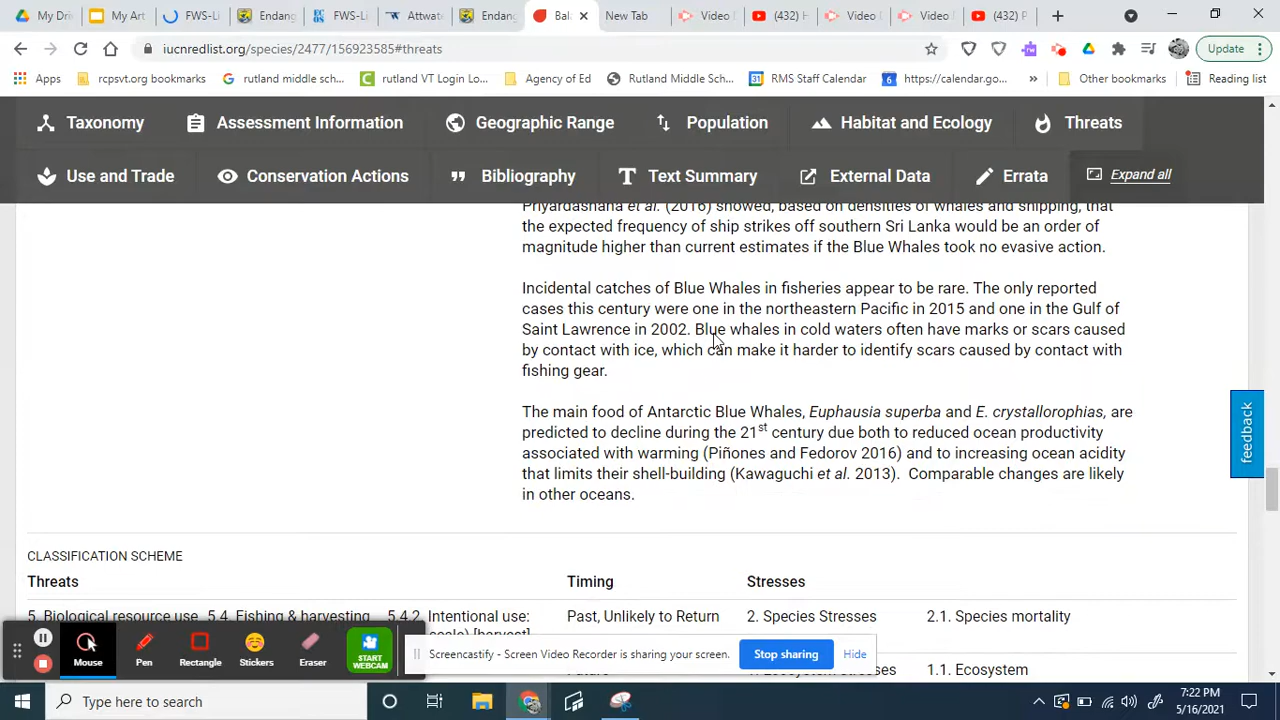 My Dri
My Art
FWS-Li
Endang
FWS-Li
Attwat
Endang
Bala
New Tab
Video D
(432) H
Video D
Video D
(432) P
iucnredlist.org/species/2477/156923585#threats
Update
Apps
rcpsvt.org bookmarks
rutland middle sch...
rutland VT Login Lo...
Agency of Ed
Rutland Middle Sch...
RMS Staff Calendar
https://calendar.go...
»
Other bookmarks
Reading list
Taxonomy
Assessment Information
Geographic Range
Population
Habitat and Ecology
Threats
Use and Trade
Conservation Actions
Bibliography
Text Summary
External Data
Errata
Expand all
Priyardashana et al. (2016) showed, based on densities of whales and shipping, that
the expected frequency of ship strikes off southern Sri Lanka would be an order of
magnitude higher than current estimates if the Blue Whales took no evasive action.
Incidental catches of Blue Whales in fisheries appear to be rare. The only reported
cases this century were one in the northeastern Pacific in 2015 and one in the Gulf of
Saint Lawrence in 2002. Blue whales in cold waters often have marks or scars caused
by contact with ice, which can make it harder to identify scars caused by contact with
fishing gear.
The main food of Antarctic Blue Whales, Euphausia superba and E. crystallorophias, are
predicted to decline during the 21st century due both to reduced ocean productivity
associated with warming (Piñones and Fedorov 2016) and to increasing ocean acidity
that limits their shell-building (Kawaguchi et al. 2013). Comparable changes are likely
in other oceans.
feedback
CLASSIFICATION SCHEME
Threats Timing Stresses
5. Biological resource use 5.4. Fishing & harvesting 5.4.2. Intentional use: Past, Unlikely to Return 2. Species Stresses 2.1. Species mortality
scale) [harvest]
Future 1. Ecosystem Stresses 1.1. Ecosystem
Mouse
Pen
Rectangle
Stickers
Eraser
START
WEBCAM
Screencastify - Screen Video Recorder is sharing your screen.
Stop sharing
Hide
Type here to search
7:22 PM
5/16/2021